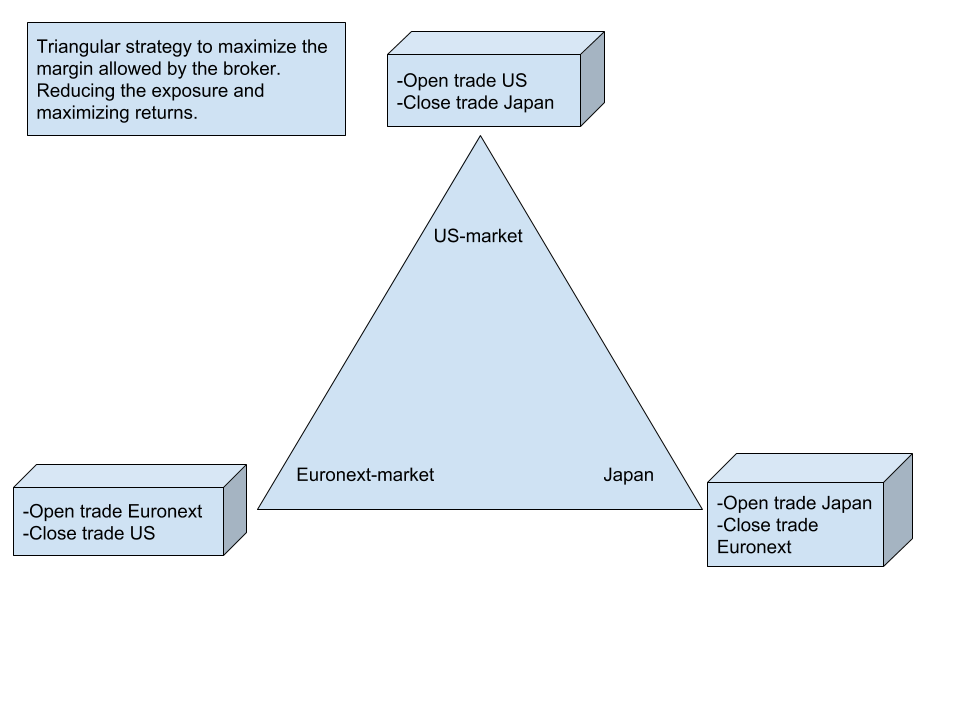 Triangular strategy to maximize the
margin allowed by the broker.
Reducing the exposure and
maximizing returns.
-Open trade US
-Close trade Japan
US-market
Euronext-market
Japan
-Open trade Euronext
-Close trade US
-Open trade Japan
-Close trade
Euronext